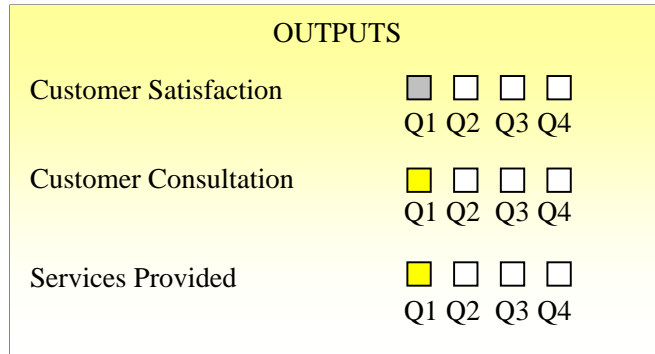 OUTPUTS
Customer Satisfaction
Q1 Q2 Q3 Q4
Customer Consultation
Q1 Q2 Q3 Q4
Services Provided
Q1 Q2 Q3 Q4